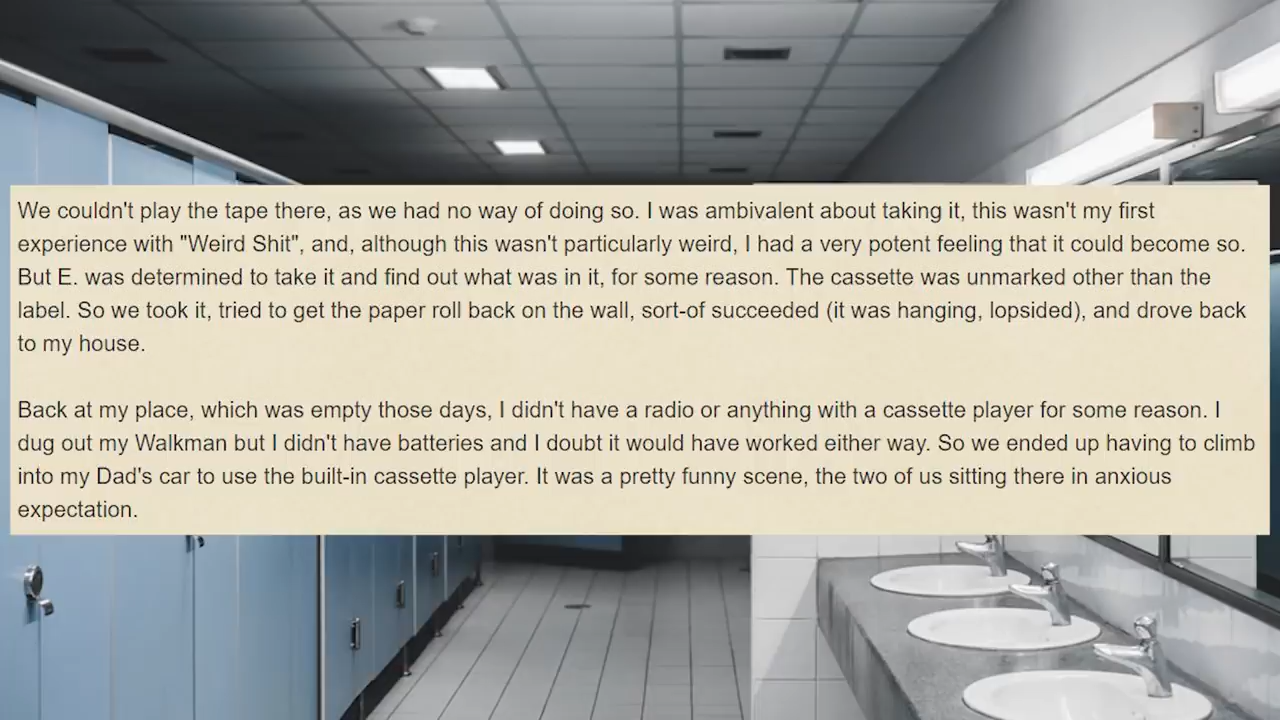 We couldn't play the tape there, as we had no way of doing so. I was ambivalent about taking it, this wasn't my first
experience with "Weird Shit", and, although this wasn't particularly weird, I had a very potent feeling that it could become so.
But E. was determined to take it and find out what was in it, for some reason. The cassette was unmarked other than the
label. So we took it, tried to get the paper roll back on the wall, sort-of succeeded (it was hanging, lopsided), and drove back
to my house.
Back at my place, which was empty those days, I didn't have a radio or anything with a cassette player for some reason. I
dug out my Walkman but I didn't have batteries and I doubt it would have worked either way. So we ended up having to climb
into my Dad's car to use the built-in cassette player. It was a pretty funny scene, the two of us sitting there in anxious
expectation.